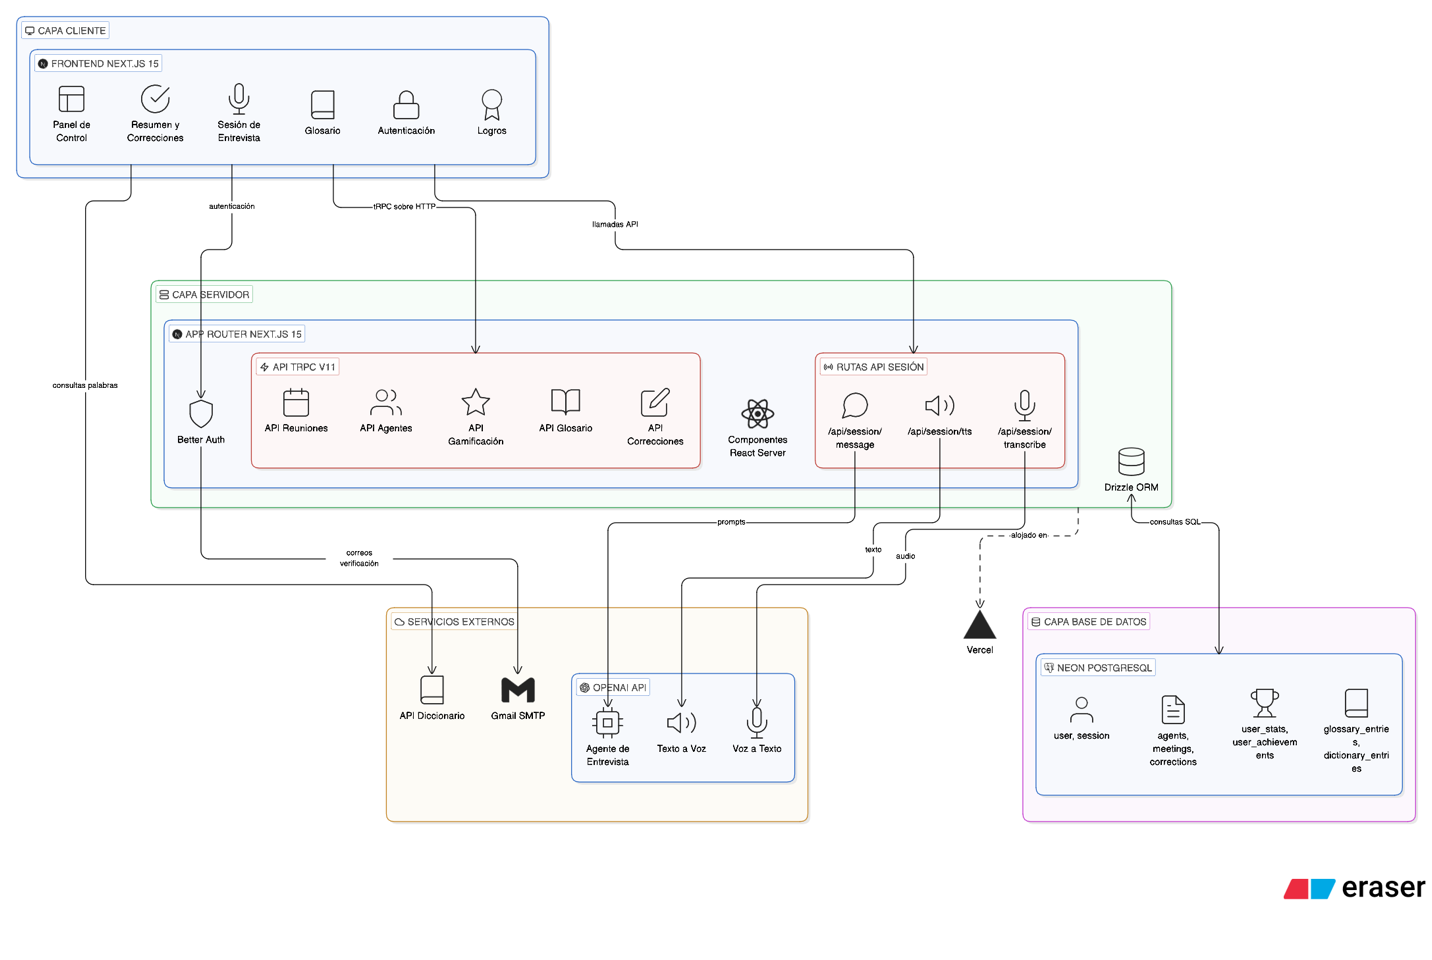 CAPA CLIENTE
FRONTEND NEXT.JS 15
Panel de
Control
Resumen y
Correcciones
Sesión de
Entrevista
Glosario
Autenticación
Logros
autenticación
tRPC sobre HTTP
llamadas API
consultas palabras
CAPA SERVIDOR
APP ROUTER NEXT.JS 15
Better Auth
API TRPC V11
API Reuniones
API Agentes
API
Gamificación
API Glosario
API
Correcciones
Componentes
React Server
RUTAS API SESIÓN
/api/session/
message
/api/session/tts
/api/session/
transcribe
Drizzle ORM
prompts
texto
audio
alojado en
consultas SQL
correos
verificación
SERVICIOS EXTERNOS
API Diccionario
Gmail SMTP
OPENAI API
Agente de
Entrevista
Texto a Voz
Voz a Texto
Vercel
CAPA BASE DE DATOS
NEON POSTGRESQL
user, session
agents,
meetings,
corrections
user_stats,
user_achievem
ents
glossary_entrie
s,
dictionary_entri
es
eraser